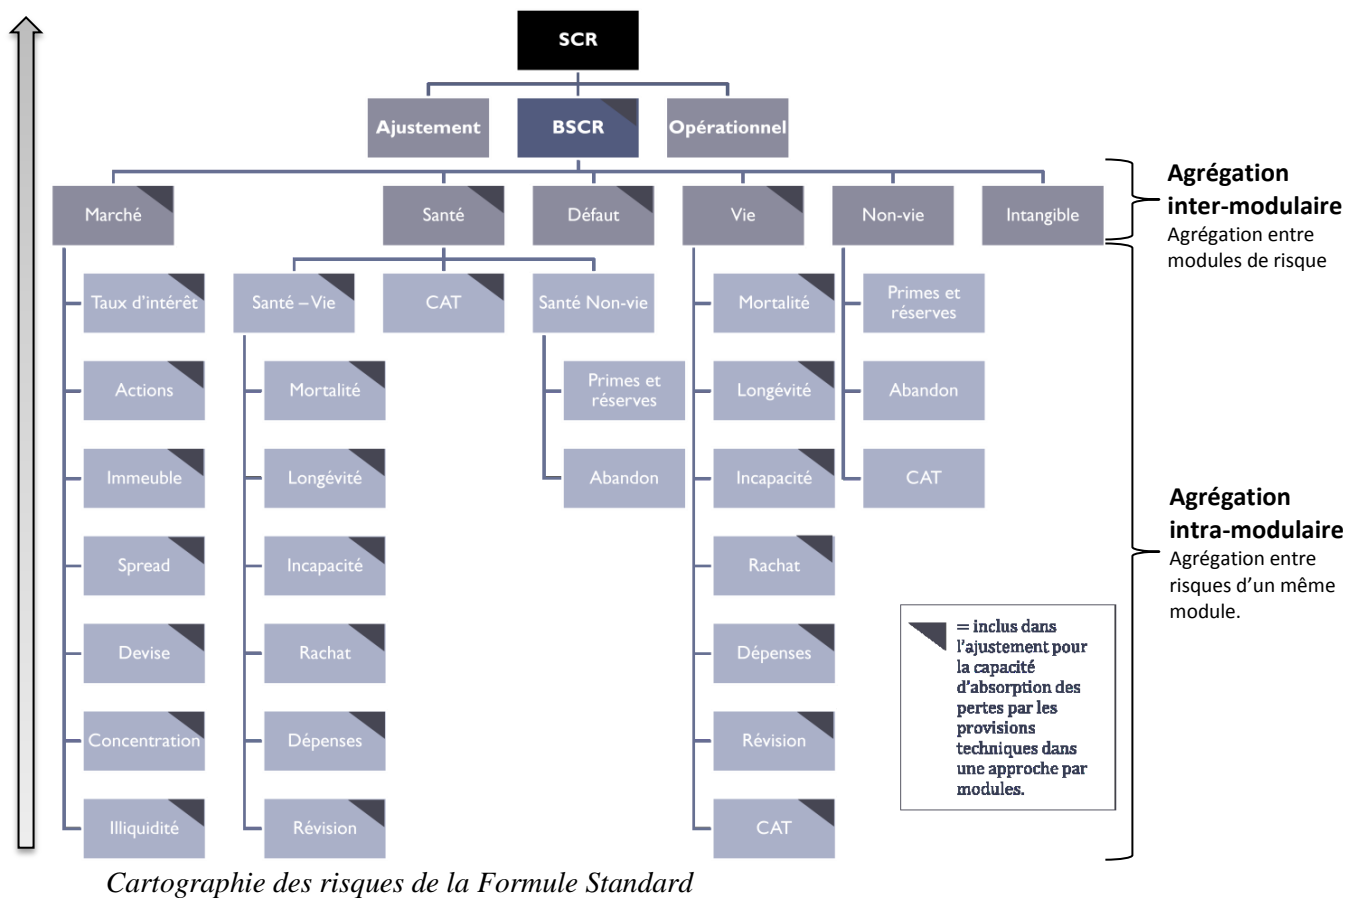 SCR
Ajustement
BSCR
Opérationnel
Marché
Santé
Défaut
Vie
Non-vie
Intangible
Agrégation
inter-modulaire
Agrégation entre
modules de risque
Taux d'intérêt
Santé – Vie
CAT
Santé Non-vie
Mortalité
Primes et
réserves
Actions
Mortalité
Primes et
réserves
Longévité
Abandon
Immeuble
Longévité
Abandon
Incapacité
CAT
Agrégation
intra-modulaire
Agrégation entre
risques d’un même
module.
Spread
Incapacité
Rachat
Devise
Rachat
Dépenses
Concentration
Dépenses
Révision
Illiquidité
Révision
CAT
= inclus dans
l'ajustement pour
la capacité
d'absorption des
pertes par les
provisions
techniques dans
une approche par
modules.
Cartographie des risques de la Formule Standard